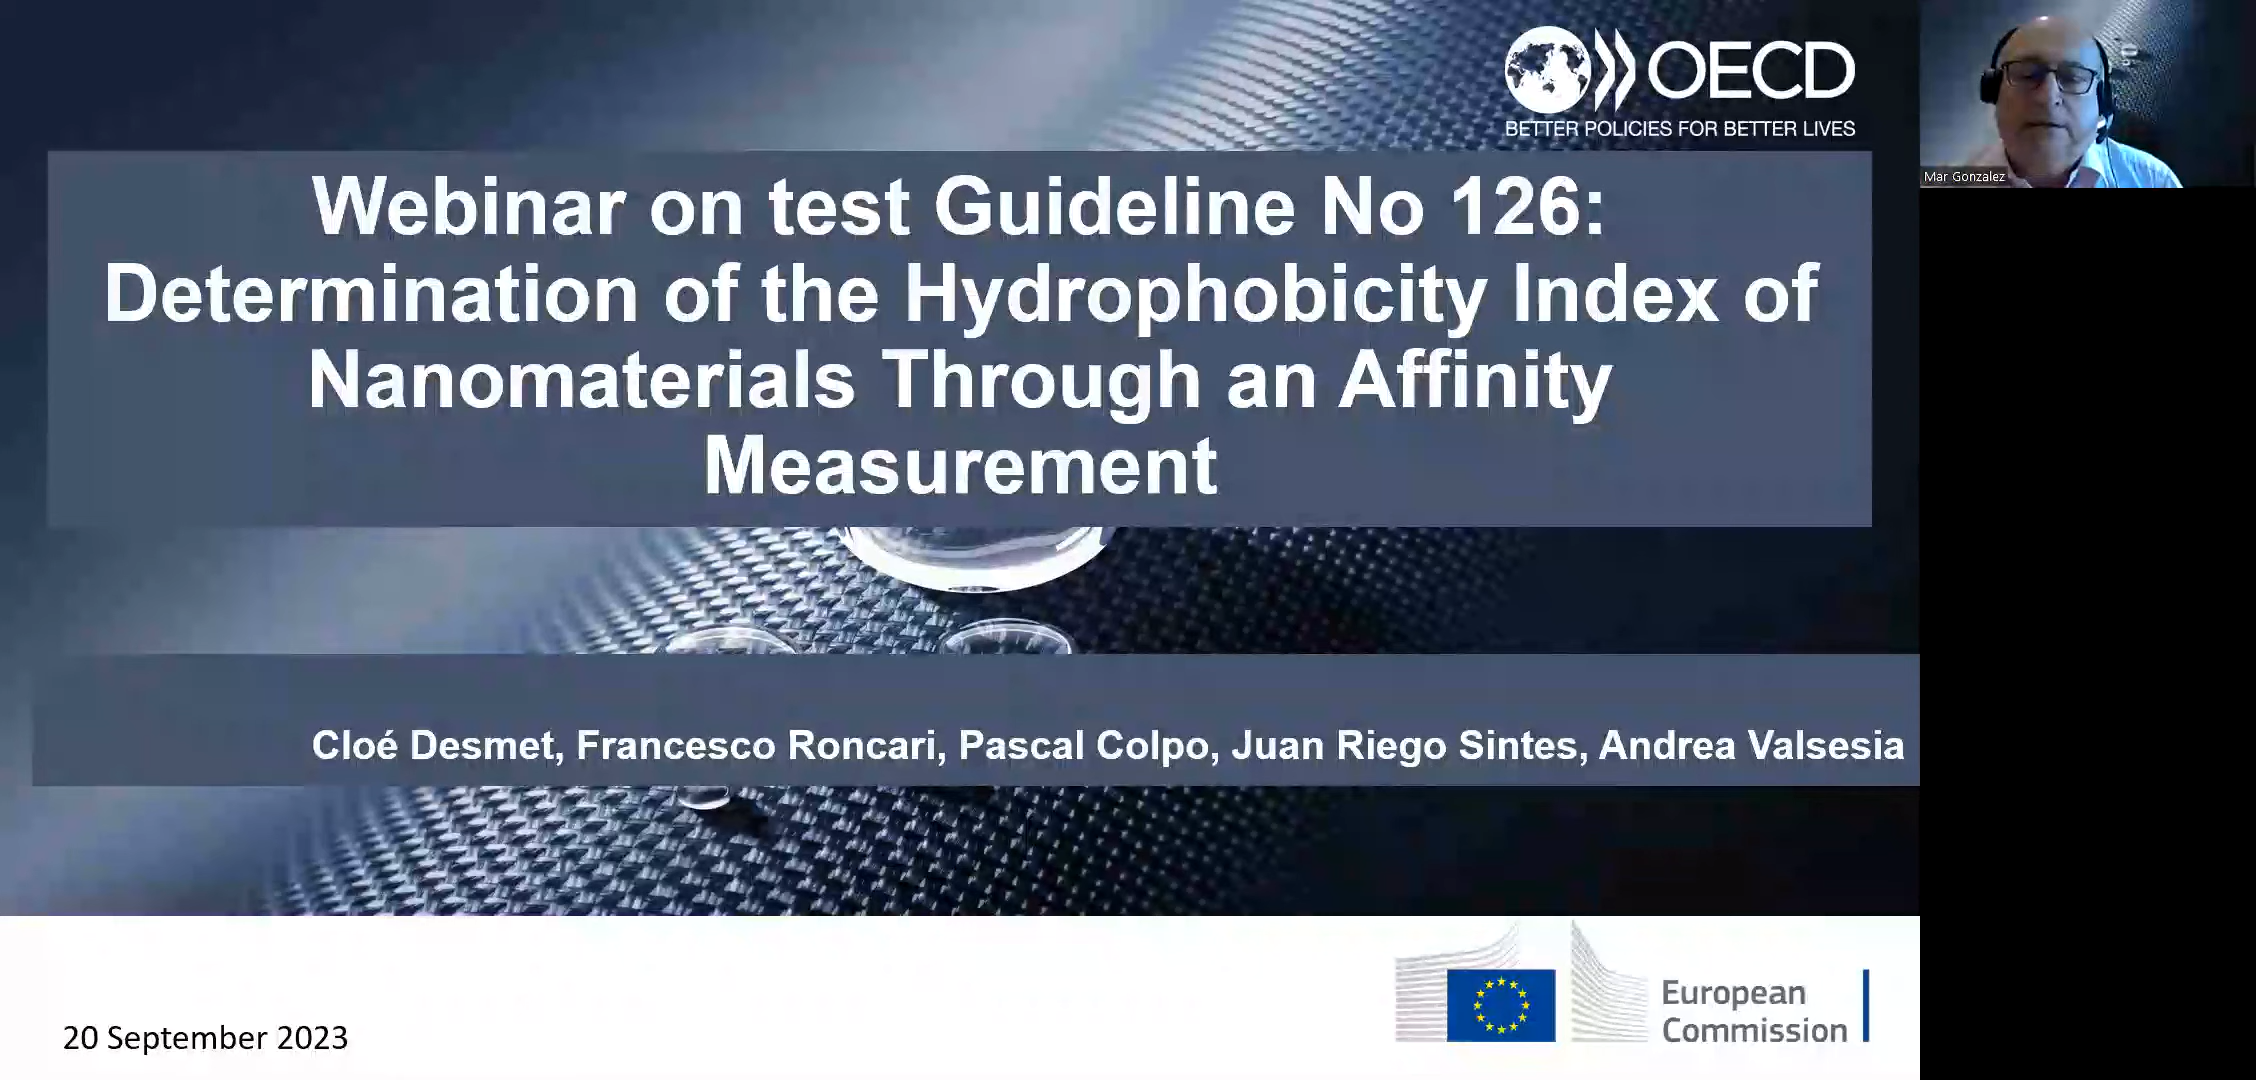 OECD
BETTER POLICIES FOR BETTER LIVES
Mar Gonzalez
Webinar on test Guideline No 126:
Determination of the Hydrophobicity Index of
Nanomaterials Through an Affinity
Measurement
Cloé Desmet, Francesco Roncari, Pascal Colpo, Juan Riego Sintes, Andrea Valsesia
20 September 2023
European
Commission